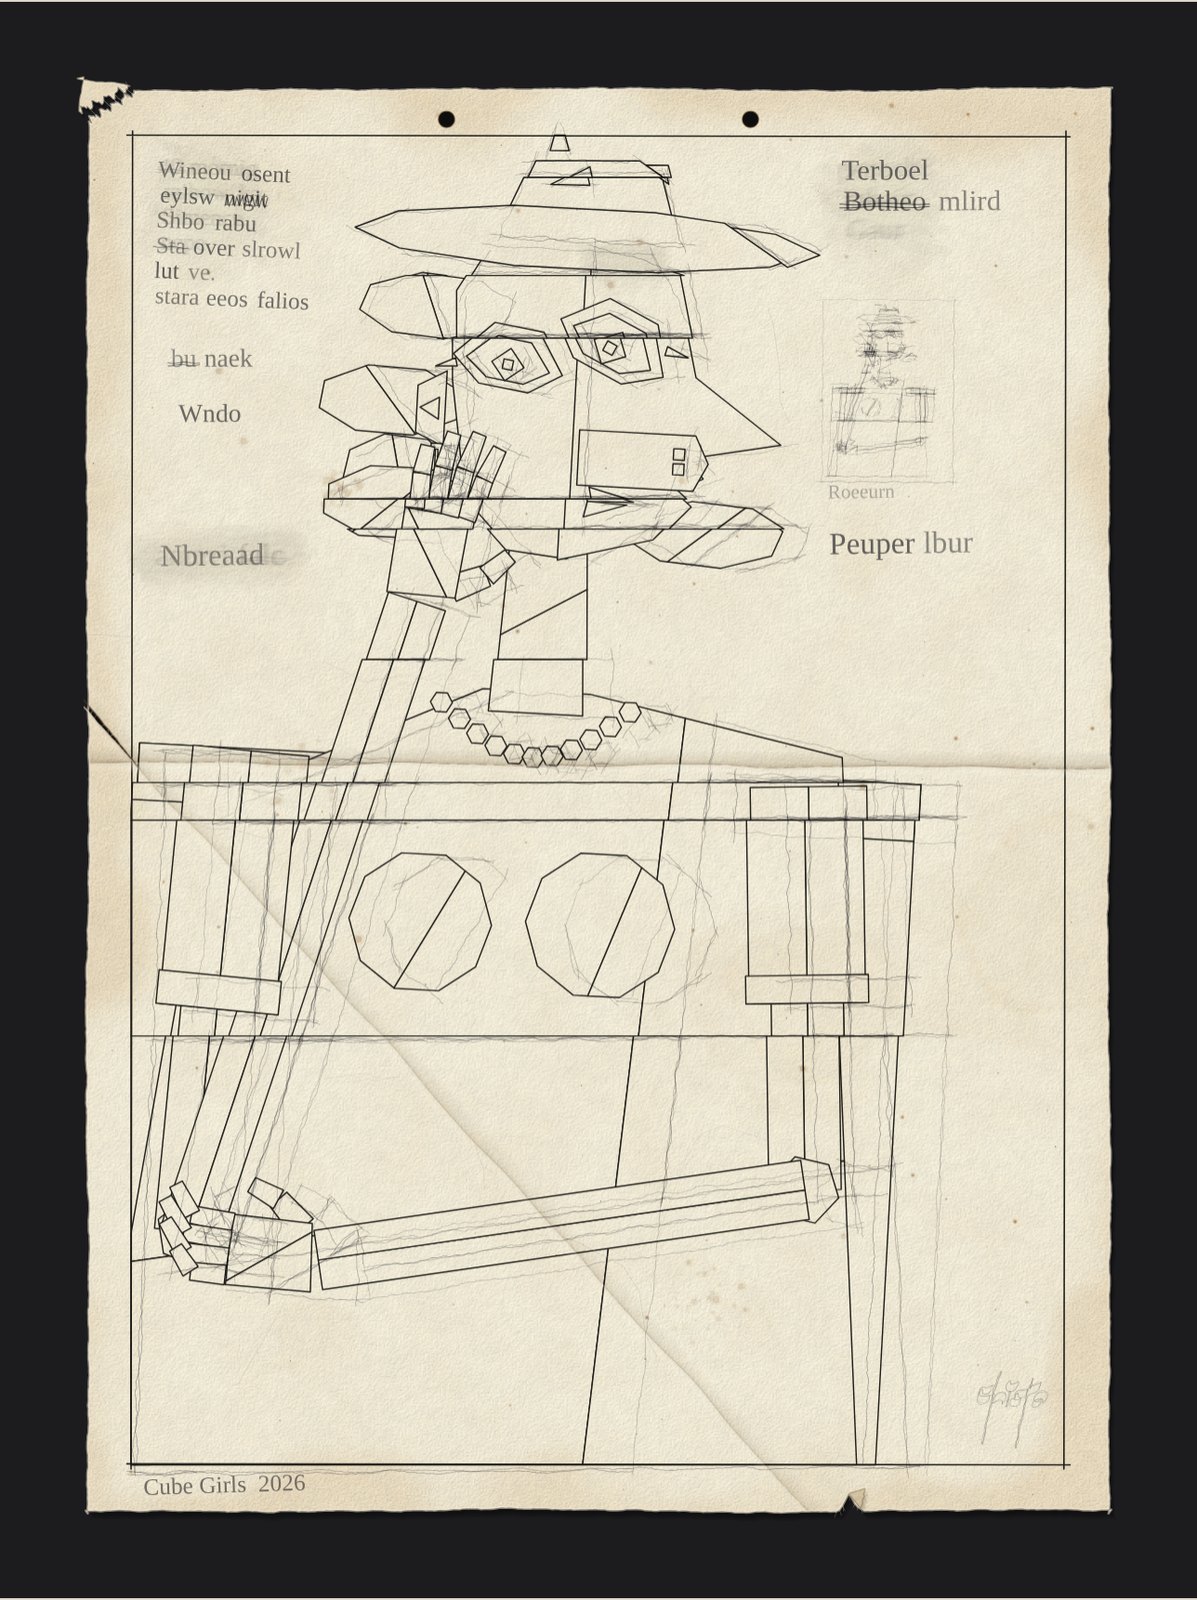 Wineou osent
eylsw
Shbo rabu
Sta over slrowl
lut ve.
stara eeos falios
bu naek
Wndo
Nbreaad
Terboel
Botheo mlird
Roeeurn
Peuper lbur
Cube Girls 2026